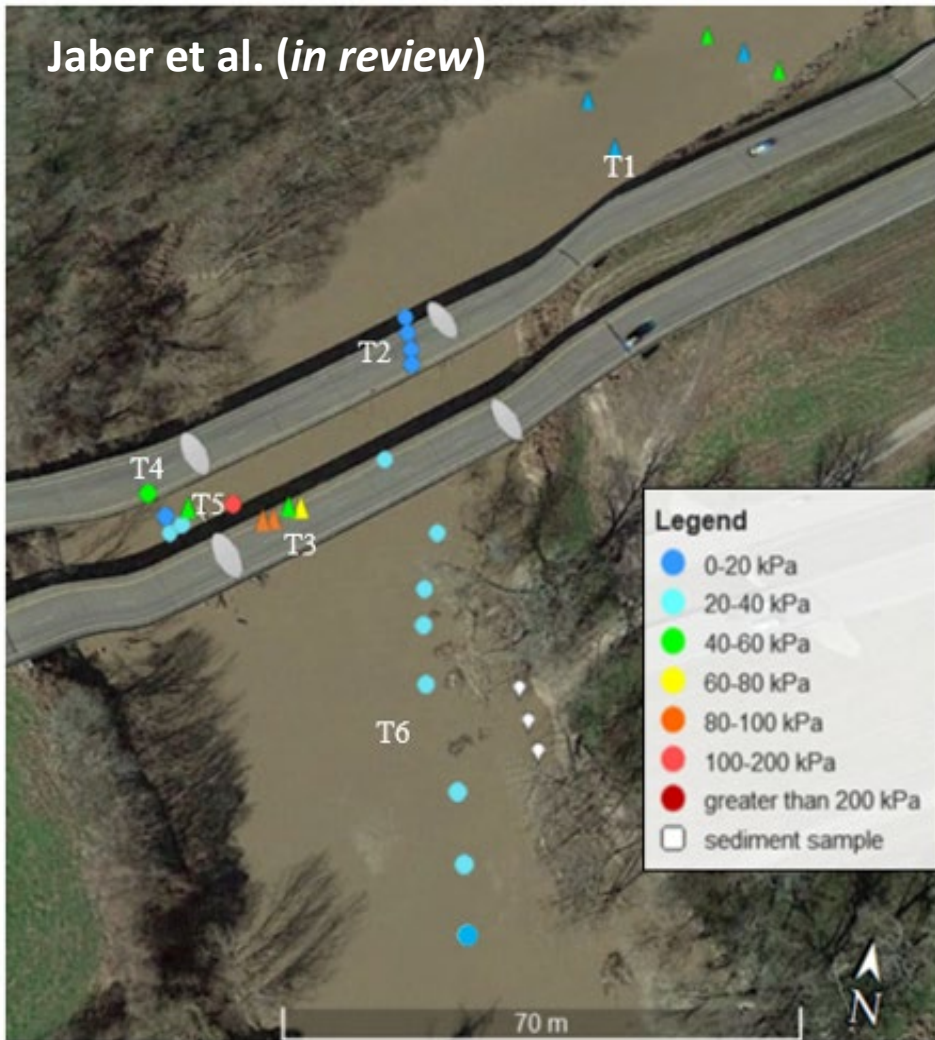 Jaber et al. (in review)
T1
T2
T4
T5
T3
T6
Legend
0-20 kPa
20-40 kPa
40-60 kPa
60-80 kPa
80-100 kPa
100-200 kPa
greater than 200 kPa
sediment sample
70 m
N